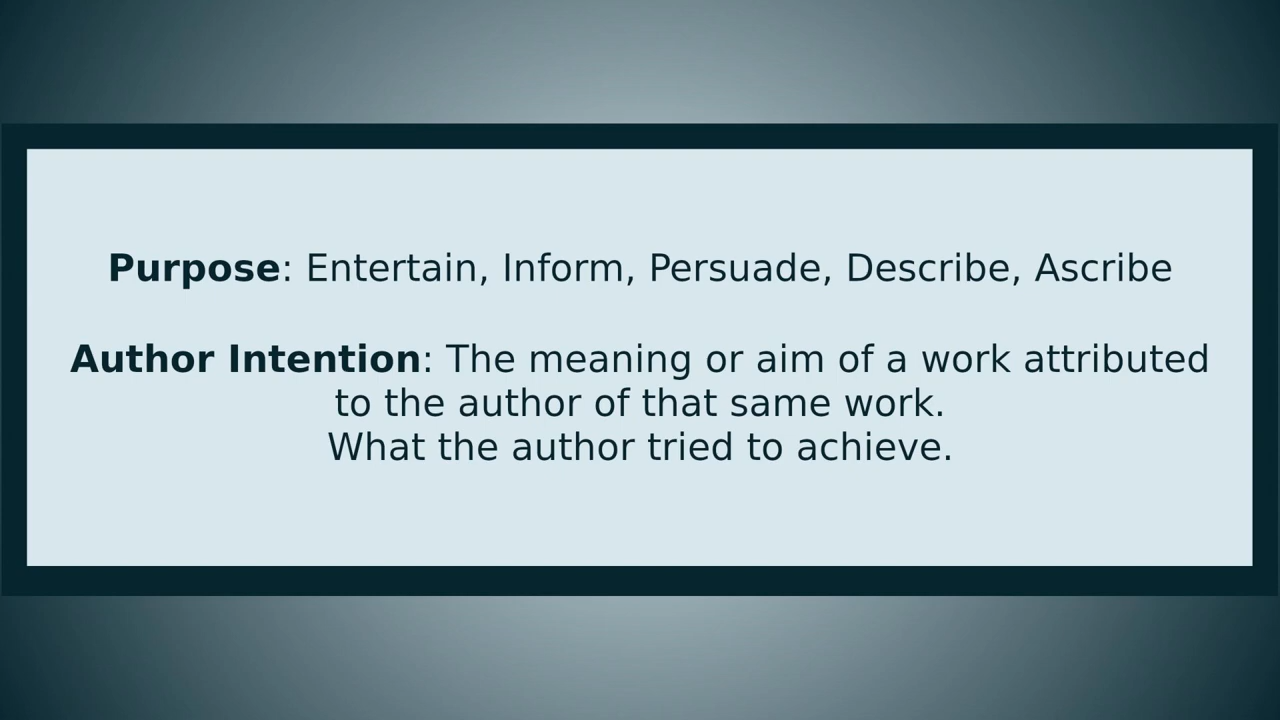 Purpose: Entertain, Inform, Persuade, Describe, Ascribe
Author Intention: The meaning or aim of a work attributed
to the author of that same work.
What the author tried to achieve.